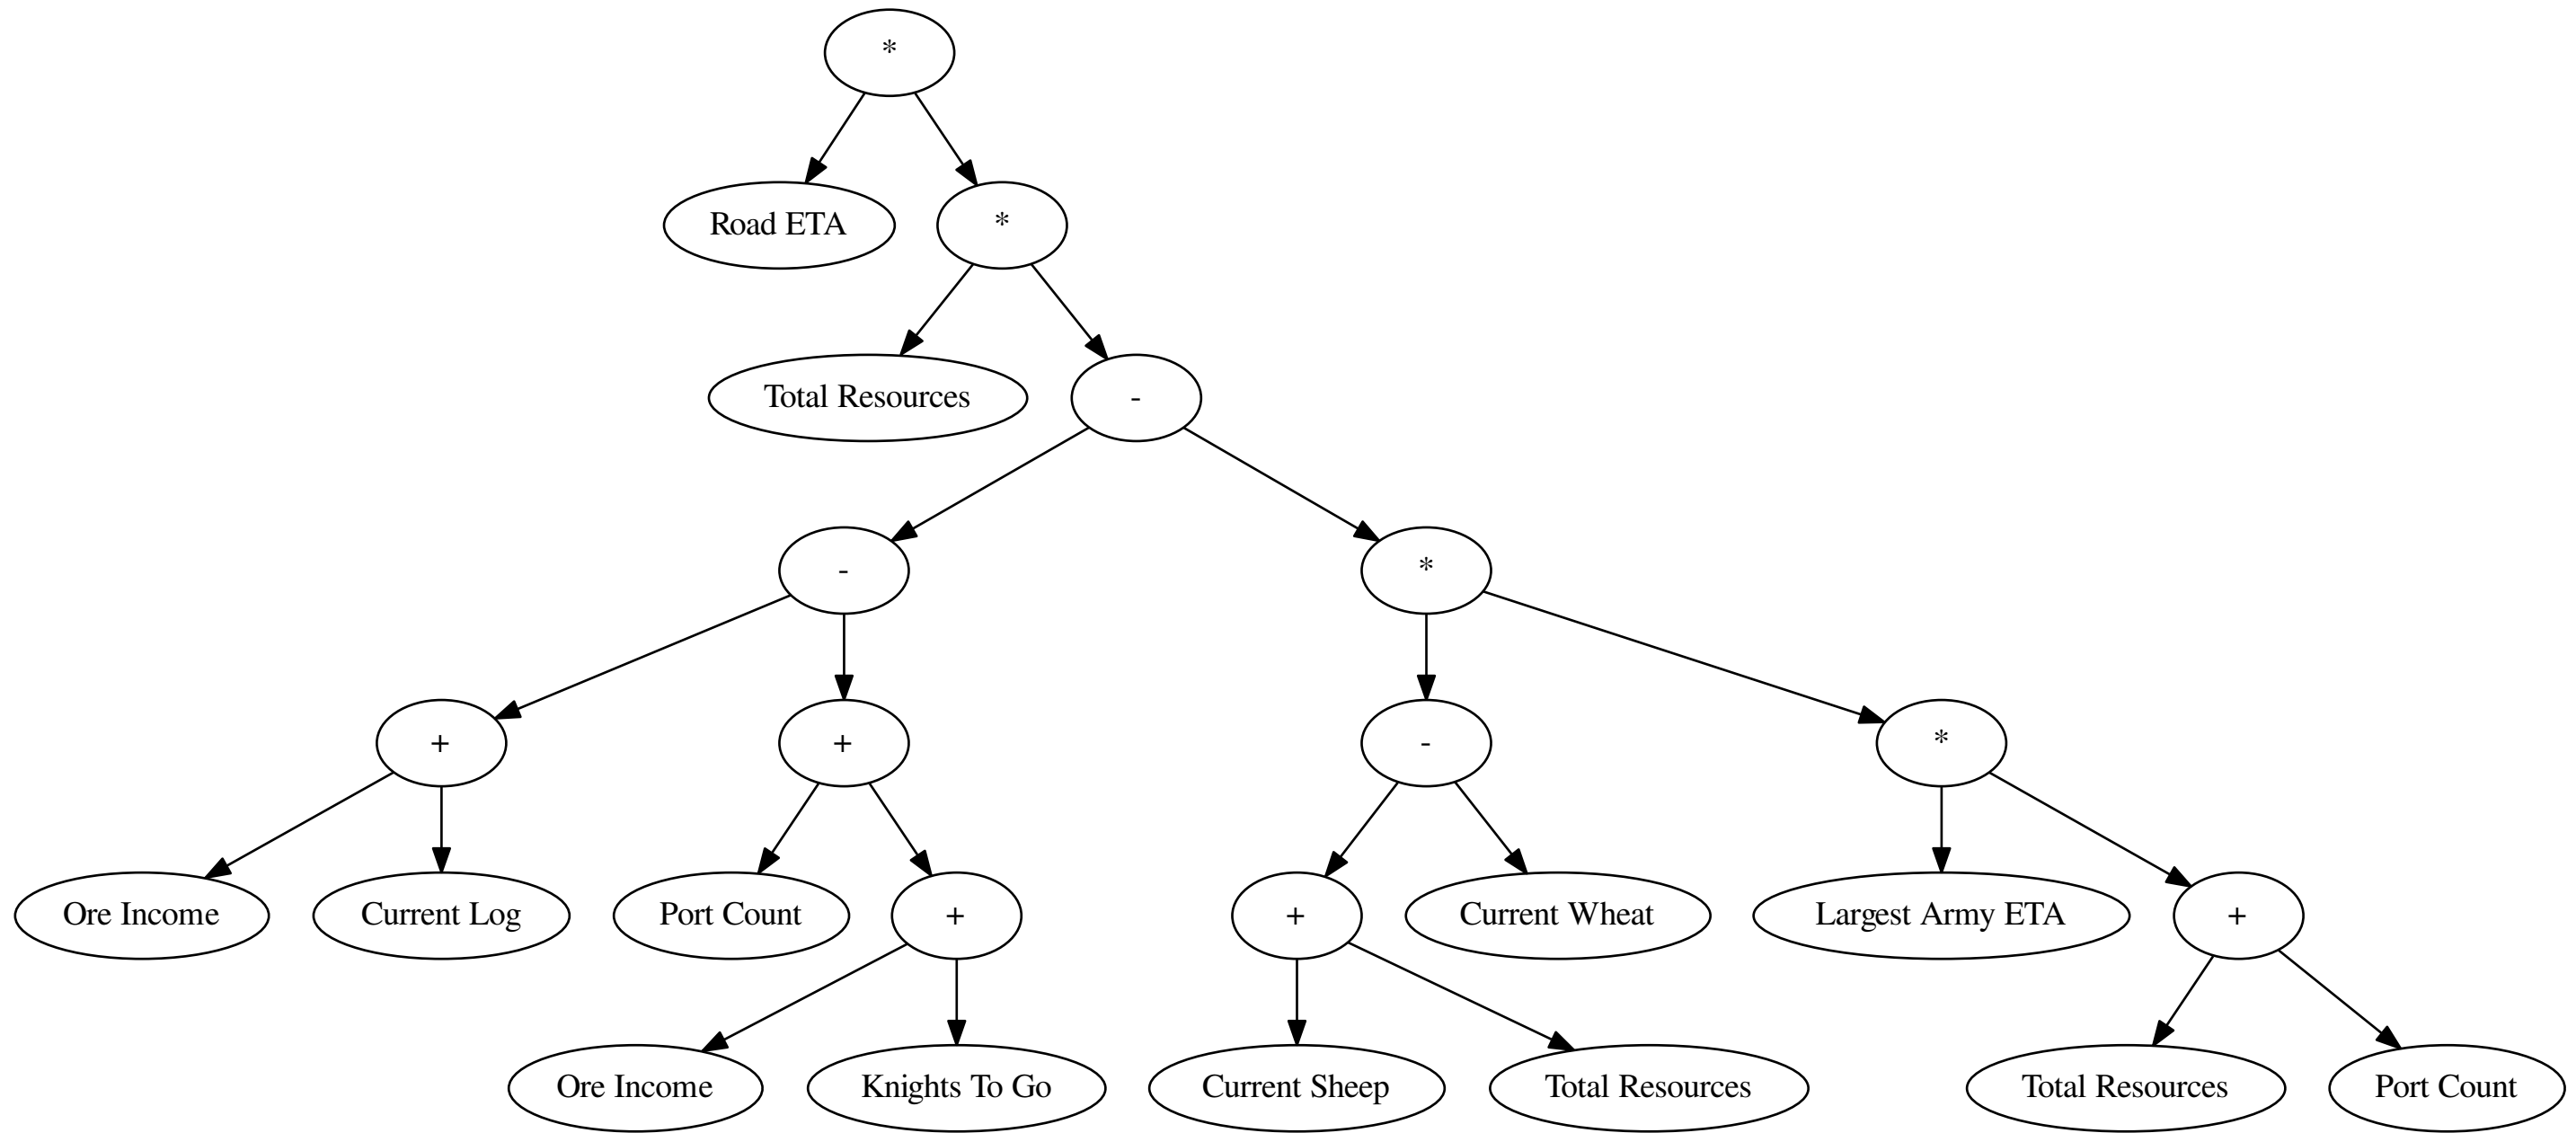 *
Road ETA
*
Total Resources
-
-
*
+
+
-
*
Ore Income
Current Log
Port Count
+
+
Current Wheat
Largest Army ETA
+
Ore Income
Knights To Go
Current Sheep
Total Resources
Total Resources
Port Count